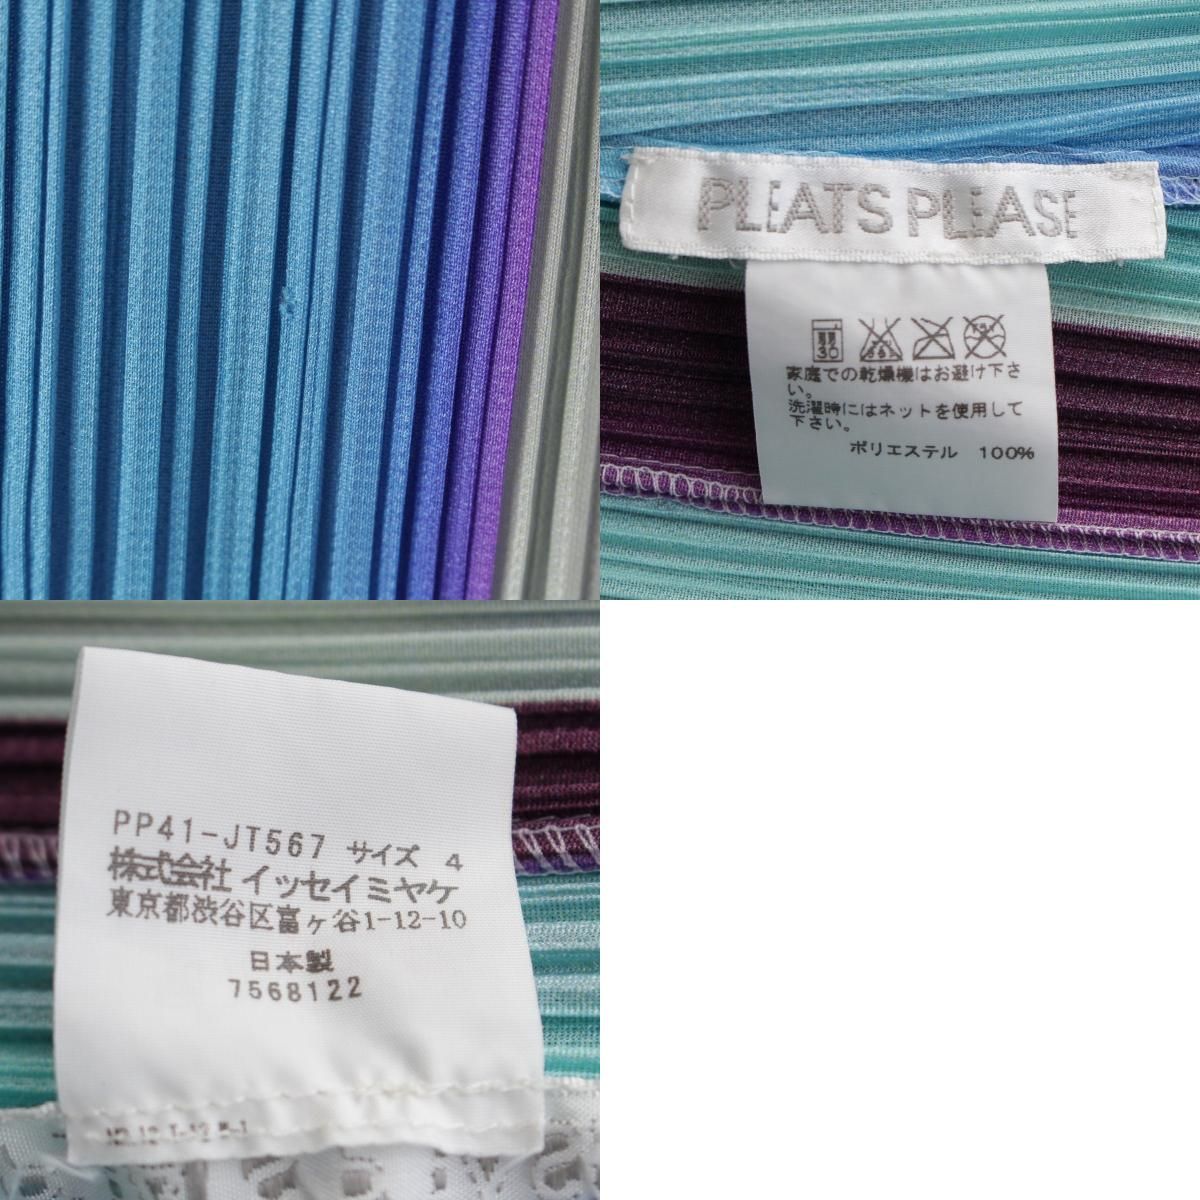 PLEATS PLEASE
30
家庭での乾燥機はお避け下さ
い。
洗濯時にはネットを使用して
下さい。
ポリエステル 100%
PP41-JT567 サイズ 4
株式会社 イッセイミヤケ
東京都渋谷区富ヶ谷1-12-10
日本製
7568122